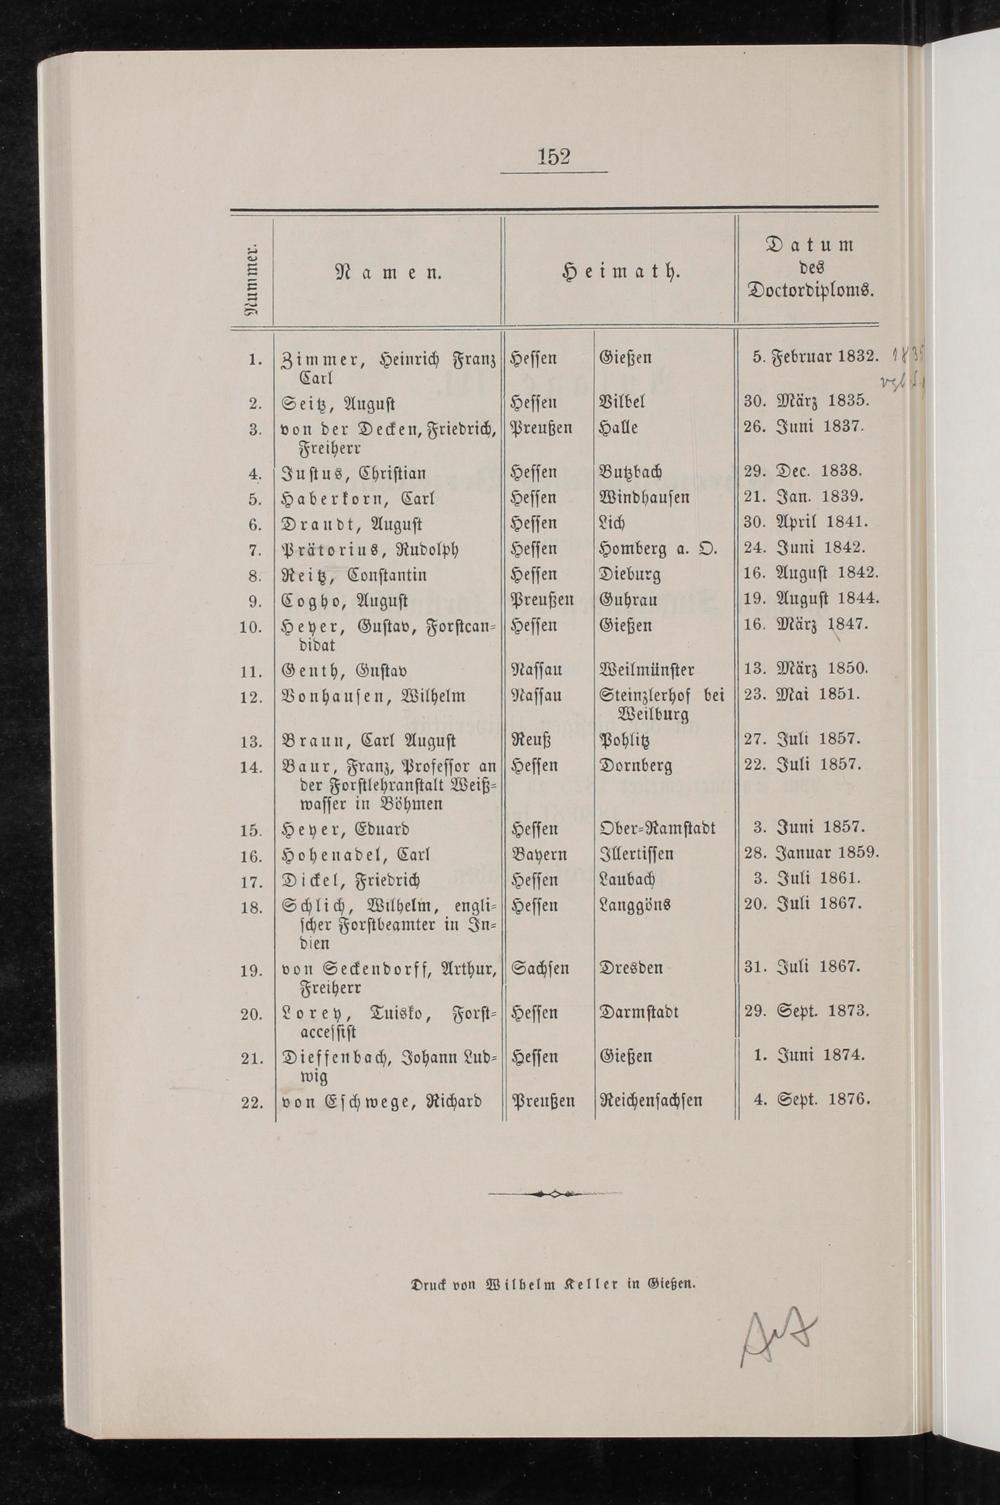 152
Nummer. Namen. Heimath. Datum
des
Doctordiploms.
1. Zimmer, Heinrich Franz Hessen Gießen 5. Februar 1832.
Carl
2. Seitz, August Hessen Vilbel 30. März 1835.
3. von der Decken, Friedrich, Preußen Halle 26. Juni 1837.
Freiherr
4. Justus, Christian Hessen Butzbach 29. Dec. 1838.
5. Haberkorn, Carl Hessen Windhausen 21. Jan. 1839.
6. Draudt, August Hessen Lich 30. April 1841.
7. Prätorius, Rudolph Hessen Homberg a. O. 24. Juni 1842.
8. Reitz, Constantin Hessen Dieburg 16. August 1842.
9. Cogho, August Preußen Guhrau 19. August 1844.
10. Heyer, Gustav, Forstcan- Hessen Gießen 16. März 1847.
didat
11. Genth, Gustav Nassau Weilmünster 13. März 1850.
12. Vonhausen, Wilhelm Nassau Steinzlerhof bei 23. Mai 1851.
Weilburg
13. Braun, Carl August Reuß Pohlitz 27. Juli 1857.
14. Baur, Franz, Professor an Hessen Dornberg 22. Juli 1857.
der Forstlehranstalt Weiß-
wasser in Böhmen
15. Heyer, Eduard Hessen Ober-Ramstadt 3. Juni 1857.
16. Hohenadel, Carl Bayern Illertissen 28. Januar 1859.
17. Dickel, Friedrich Hessen Laubach 3. Juli 1861.
18. Schlich, Wilhelm, engli- Hessen Langgöns 20. Juli 1867.
scher Forstbeamter in In-
dien
19. von Seckendorff, Arthur, Sachsen Dresden 31. Juli 1867.
Freiherr
20. Lorey, Tuisko, Forst- Hessen Darmstadt 29. Sept. 1873.
accessist
21. Dieffenbach, Johann Lud- Hessen Gießen 1. Juni 1874.
wig
22. von Eschwege, Richard Preußen Reichensachsen 4. Sept. 1876.
Druck von Wilhelm Keller in Gießen.